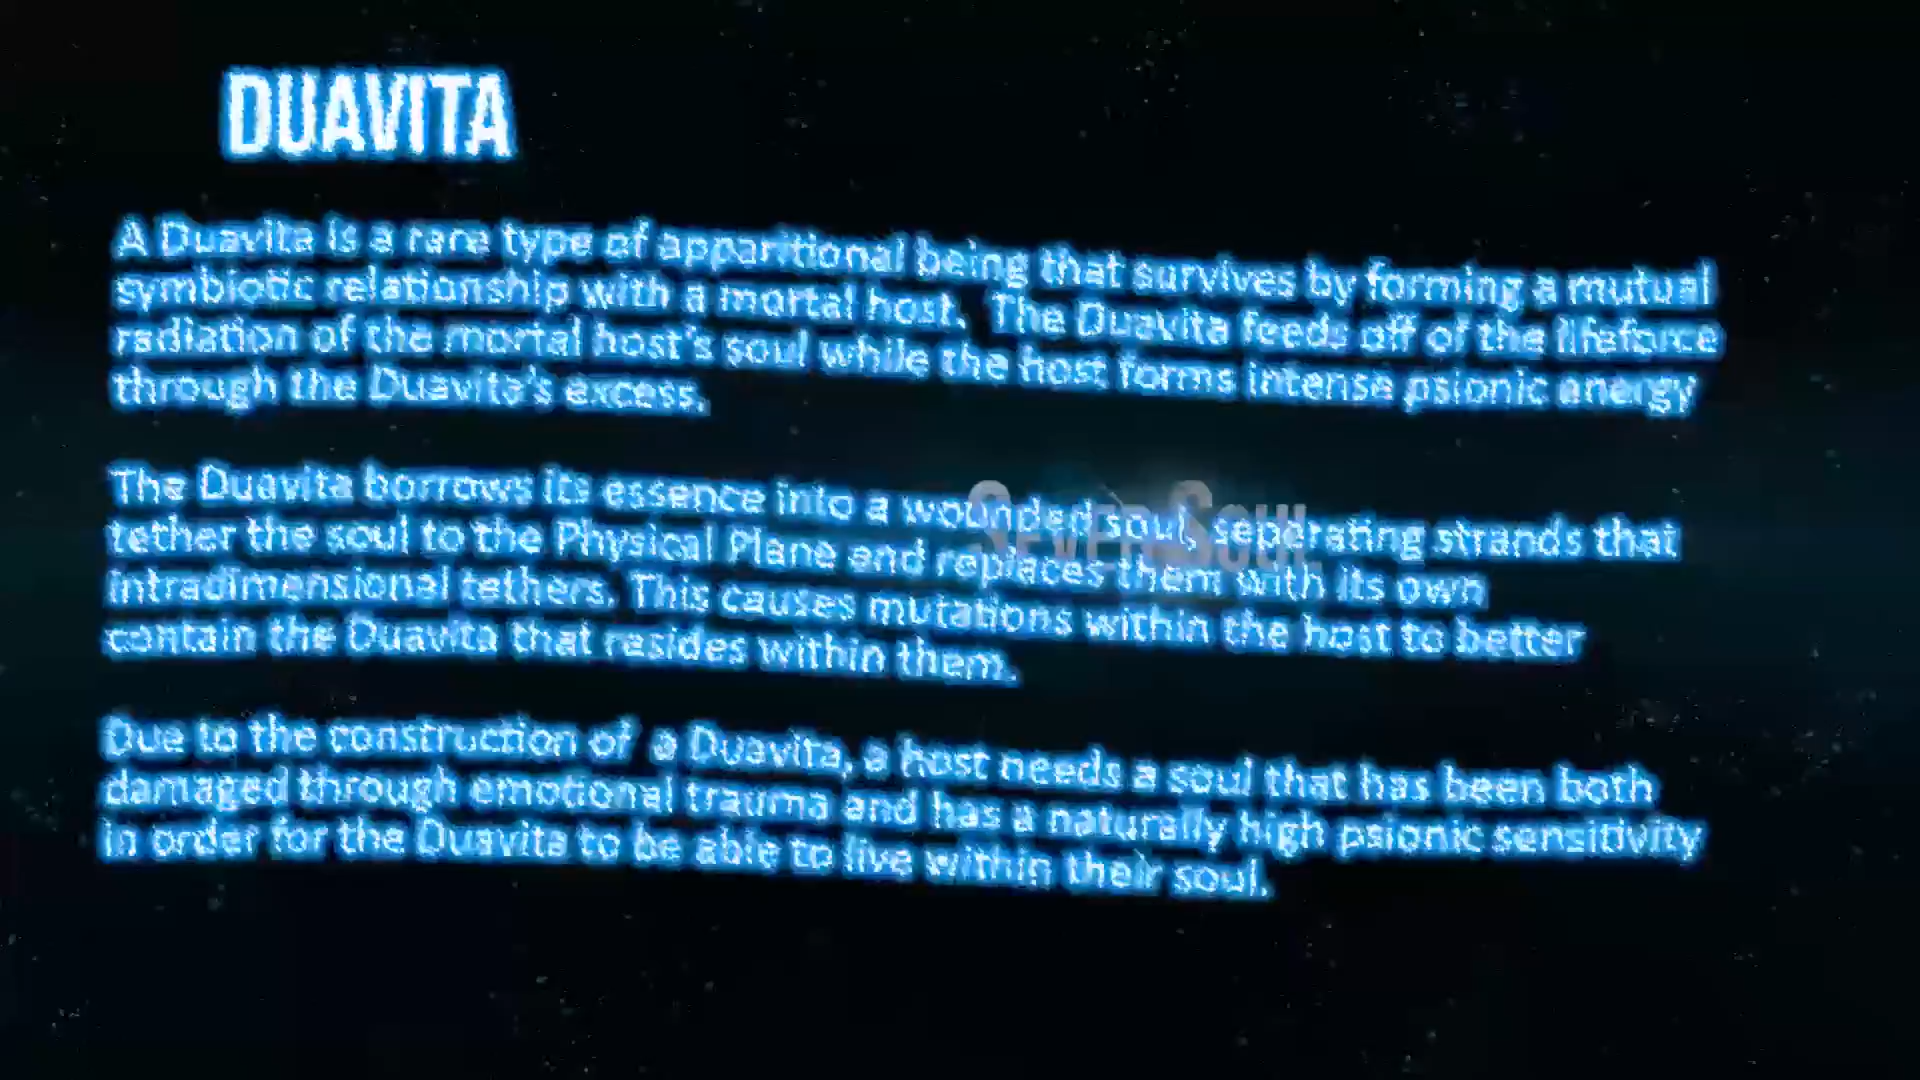 DUAVITA
A Duavita is a rare type of apparitional being that survives by forming a mutual
symbiotic relationship with a mortal host.  The Duavita feeds off of the lifeforce
radiation of the mortal host's soul while the host forms intense psionic energy
through the Duavita's excess.
The Duavita borrows its essence into a wounded soul, seperating strands that
tether the soul to the Physical Plane and replaces them with its own
intradimensional tethers. This causes mutations within the host to better
contain the Duavita that resides within them.
Due to the construction of a Duavita, a host needs a soul that has been both
damaged through emotional trauma and has a naturally high psionic sensitivity
in order for the Duavita to be able to live within their soul.